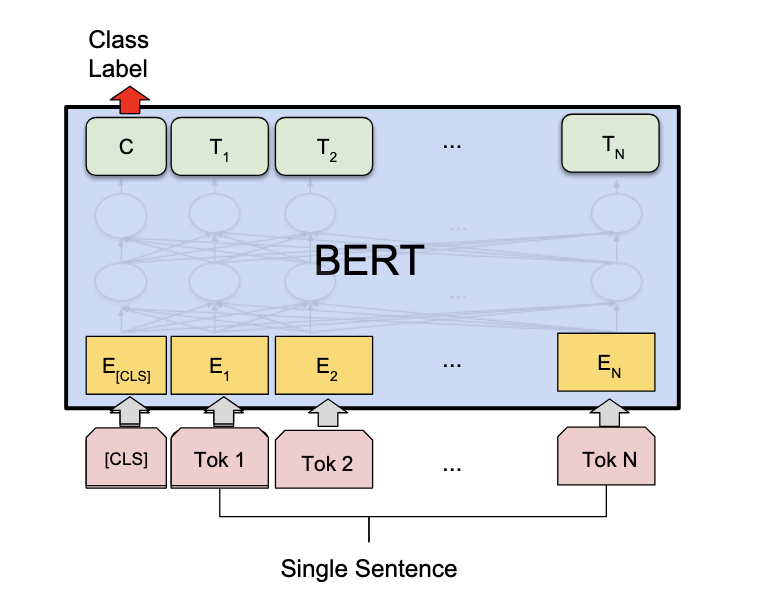 Class
Label
C T1 T2 ... TN
...
BERT
...
E[CLS] E1 E2 ... EN
[CLS] Tok 1 Tok 2 ... Tok N
Single Sentence